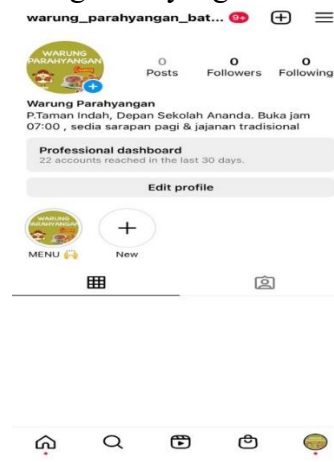 warung_parahyangan_bat... 9+
WARUNG
PARAHYANGAN
0 0 0
Posts Followers Following
Warung Parahyangan
P.Taman Indah, Depan Sekolah Ananda. Buka jam
07:00 , sedia sarapan pagi & jajanan tradisional
Professional dashboard
22 accounts reached in the last 30 days.
Edit profile
WARUNG
PARAHYANGAN
MENU 🙌 New